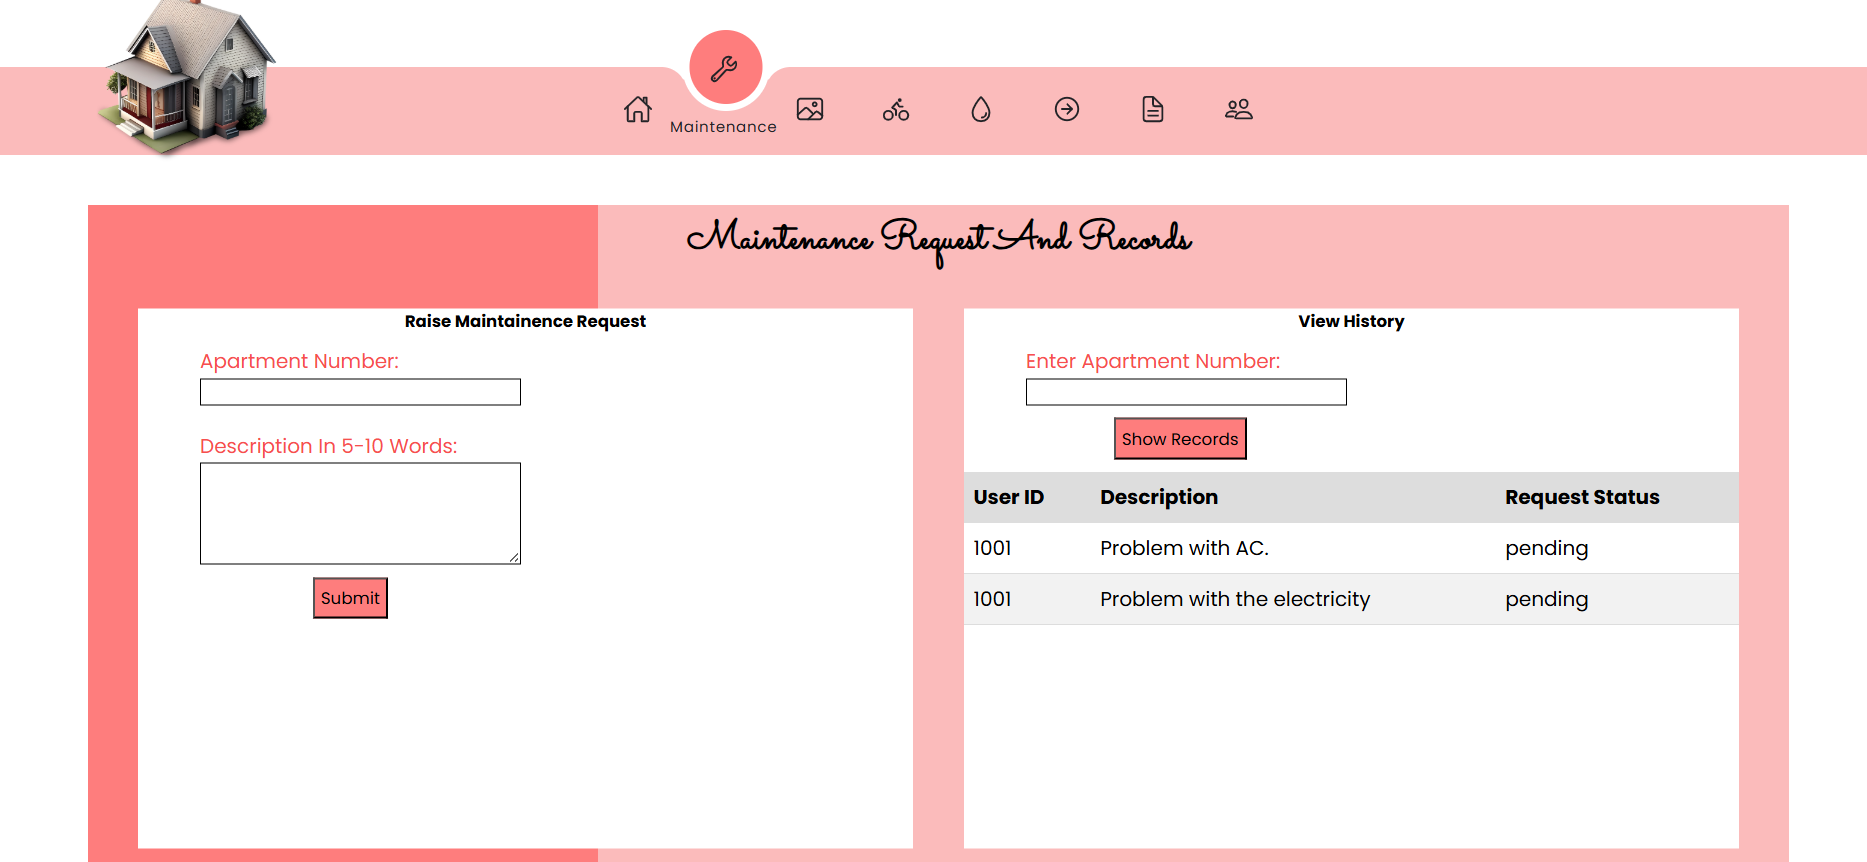 Maintenance
Maintenance Request And Records
Raise Maintainence Request
Apartment Number:
Description In 5-10 Words:
Submit
View History
Enter Apartment Number:
Show Records
User ID Description Request Status
1001 Problem with AC. pending
1001 Problem with the electricity pending